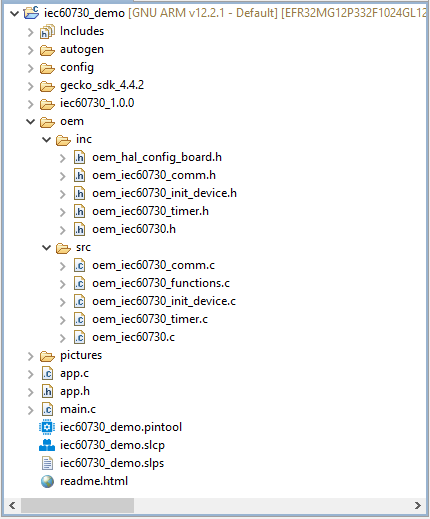 iec60730_demo [GNU ARM v12.2.1 - Default] [EFR32MG12P332F1024GL12
Includes
autogen
config
gecko_sdk_4.4.2
iec60730_1.0.0
oem
inc
oem_hal_config_board.h
oem_iec60730_comm.h
oem_iec60730_init_device.h
oem_iec60730_timer.h
oem_iec60730.h
src
oem_iec60730_comm.c
oem_iec60730_functions.c
oem_iec60730_init_device.c
oem_iec60730_timer.c
oem_iec60730.c
pictures
app.c
app.h
main.c
iec60730_demo.pintool
iec60730_demo.slcp
iec60730_demo.slps
readme.html